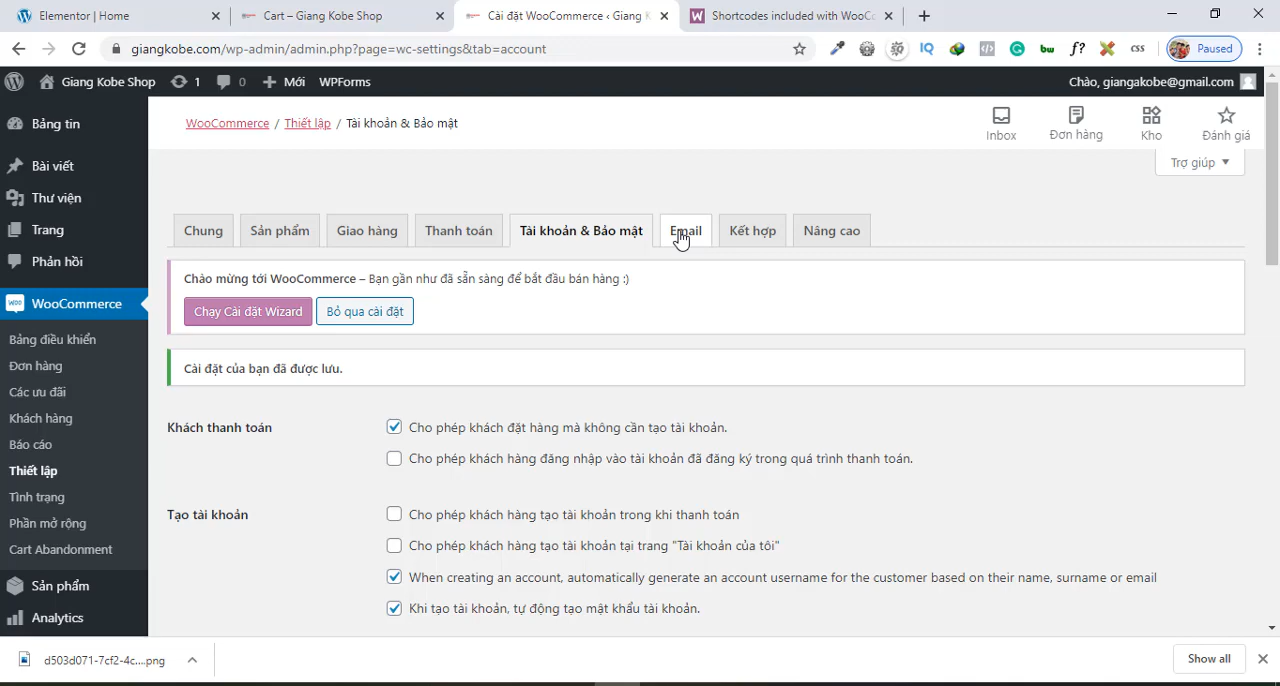 Elementor | Home
Cart – Giang Kobe Shop
Cài đặt WooCommerce ‹ Giang K
Shortcodes included with WooCo
giangkobe.com/wp-admin/admin.php?page=wc-settings&tab=account
IQ
bw
f?
css
Paused
Giang Kobe Shop
1
0
Mới
WPForms
Chào, giangakobe@gmail.com
Bảng tin
Bài viết
Thư viện
Trang
Phản hồi
WooCommerce
Bảng điều khiển
Đơn hàng
Các ưu đãi
Khách hàng
Báo cáo
Thiết lập
Tình trạng
Phần mở rộng
Cart Abandonment
Sản phẩm
Analytics
WooCommerce / Thiết lập / Tài khoản & Bảo mật
Inbox
Đơn hàng
Kho
Đánh giá
Trợ giúp
Chung
Sản phẩm
Giao hàng
Thanh toán
Tài khoản & Bảo mật
Email
Kết hợp
Nâng cao
Chào mừng tới WooCommerce – Bạn gần như đã sẵn sàng để bắt đầu bán hàng :)
Chạy Cài đặt Wizard
Bỏ qua cài đặt
Cài đặt của bạn đã được lưu.
Khách thanh toán
Cho phép khách đặt hàng mà không cần tạo tài khoản.
Cho phép khách hàng đăng nhập vào tài khoản đã đăng ký trong quá trình thanh toán.
Tạo tài khoản
Cho phép khách hàng tạo tài khoản trong khi thanh toán
Cho phép khách hàng tạo tài khoản tại trang "Tài khoản của tôi"
When creating an account, automatically generate an account username for the customer based on their name, surname or email
Khi tạo tài khoản, tự động tạo mật khẩu tài khoản.
d503d071-7cf2-4c....png
Show all